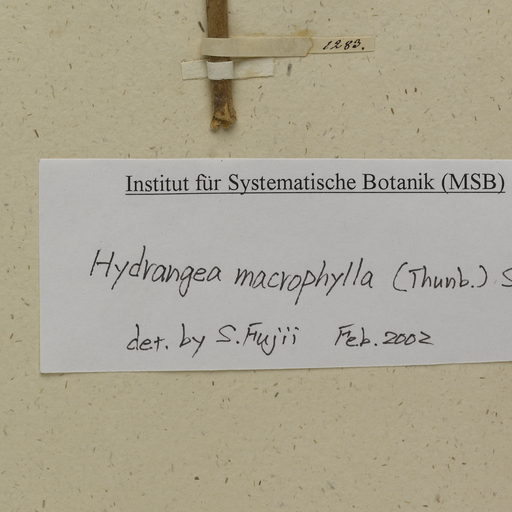 1283.
Institut für Systematische Botanik (MSB)
Hydrangea macrophylla (Thunb.) S
det. by S. Fujii Feb. 2002